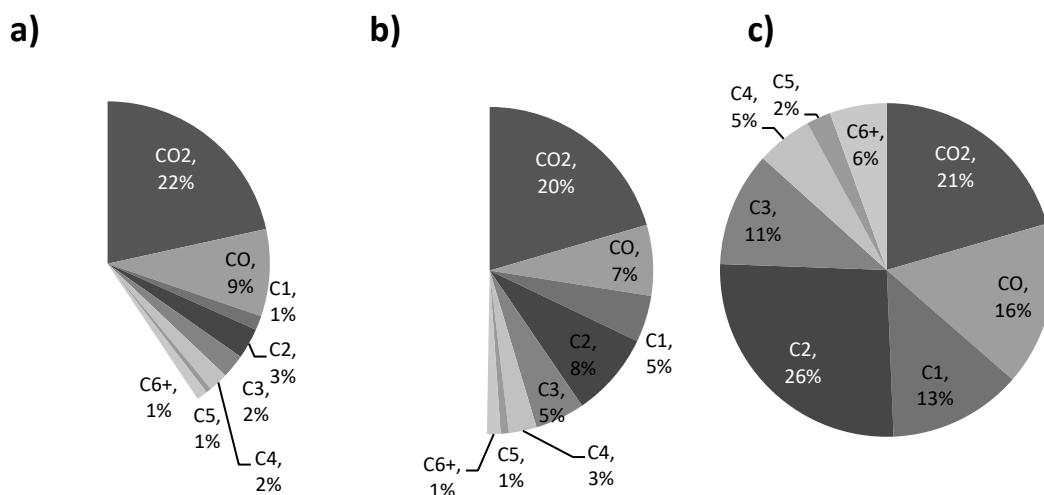 a)
CO2,
22%
CO,
9%
C1,
1%
C2,
3%
C3,
2%
C4,
2%
C5,
1%
C6+,
1%
b)
CO2,
20%
CO,
7%
C1,
5%
C2,
8%
C3,
5%
C4,
3%
C5,
1%
C6+,
1%
c)
CO2,
21%
CO,
16%
C1,
13%
C2,
26%
C3,
11%
C4,
5%
C5,
2%
C6+,
6%